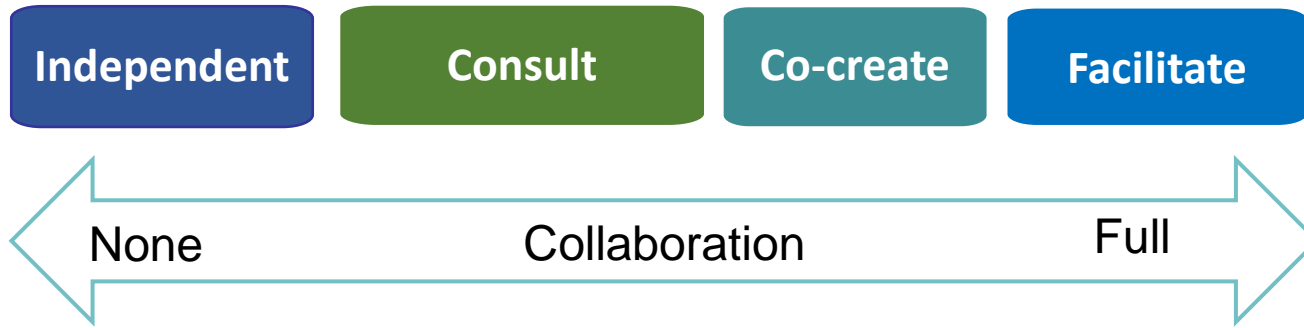 Independent Consult Co-create Facilitate
None Collaboration Full